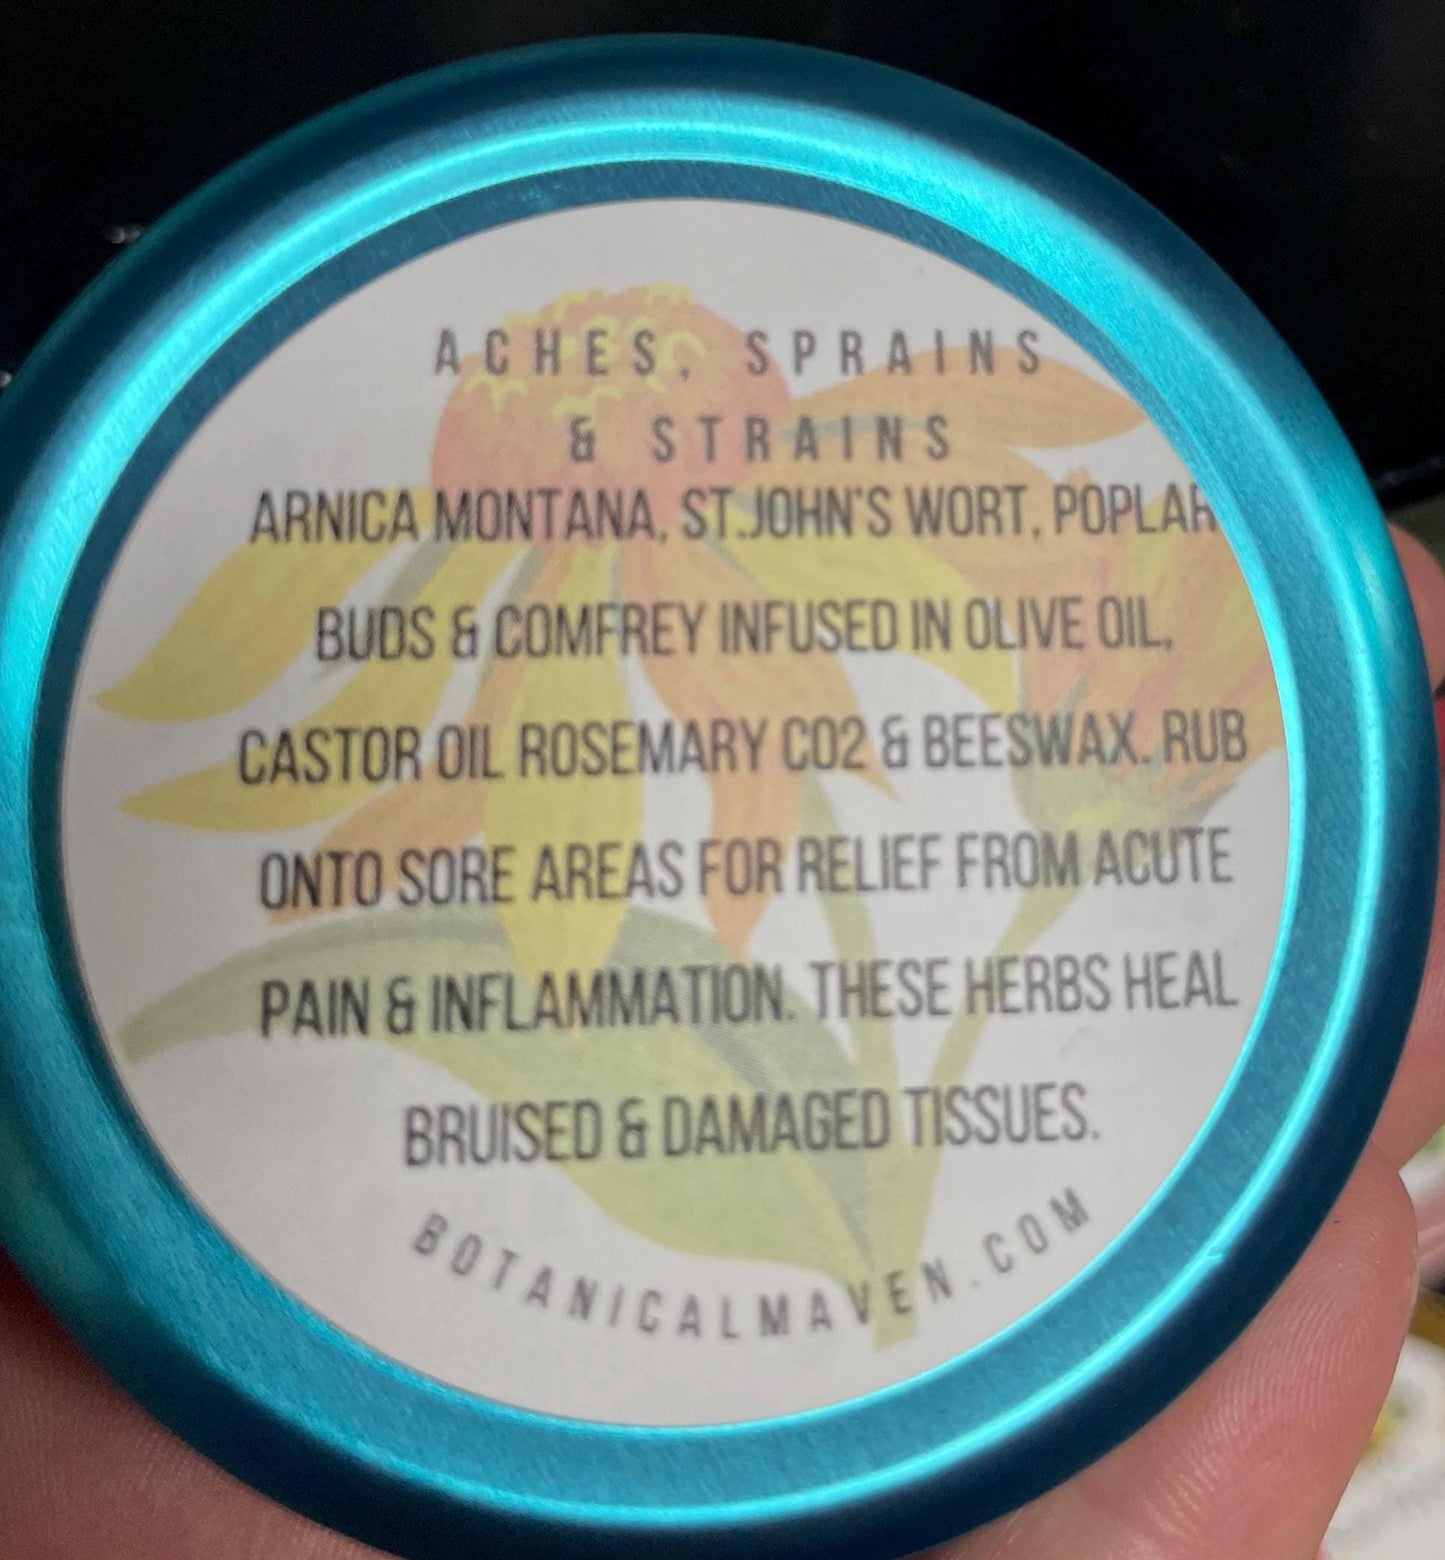 ACHES, SPRAINS
& STRAINS
ARNICA MONTANA, ST.JOHN'S WORT, POPLAR
BUDS & COMFREY INFUSED IN OLIVE OIL,
CASTOR OIL ROSEMARY CO2 & BEESWAX. RUB
ONTO SORE AREAS FOR RELIEF FROM ACUTE
PAIN & INFLAMMATION. THESE HERBS HEAL
BRUISED & DAMAGED TISSUES.
BOTANICALMAVEN.COM